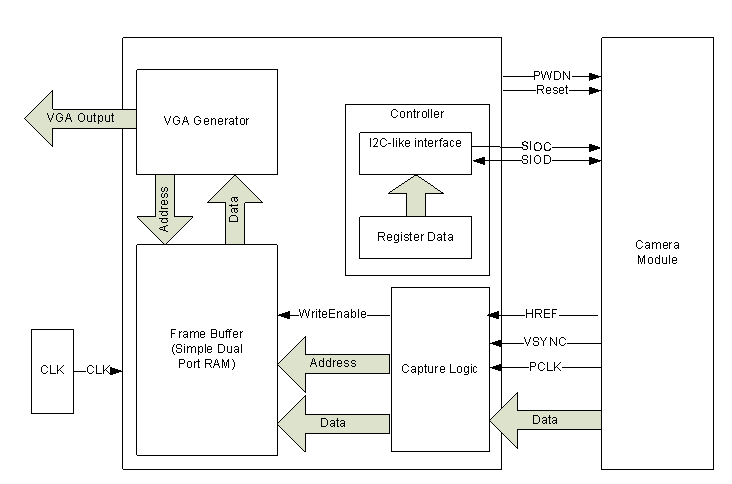 PWDN
Reset
VGA Output
VGA Generator
Controller
I2C-like interface
SIOC
SIOD
Address
Data
Register Data
Camera
Module
Frame Buffer
(Simple Dual
Port RAM)
WriteEnable
HREF
VSYNC
CLK
CLK
Address
Capture Logic
PCLK
Data
Data